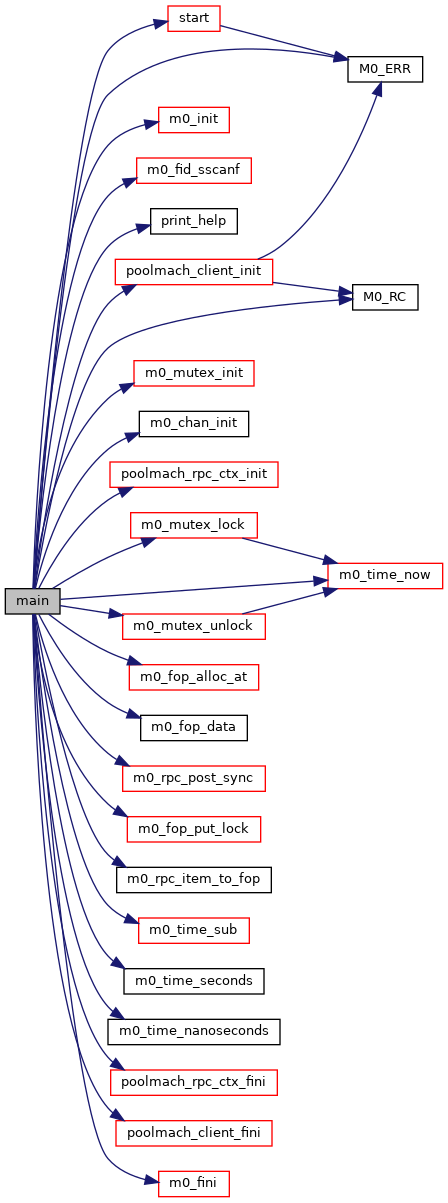 start
M0_ERR
m0_init
m0_fid_sscanf
print_help
poolmach_client_init
M0_RC
m0_mutex_init
m0_chan_init
poolmach_rpc_ctx_init
m0_mutex_lock
m0_time_now
main
m0_mutex_unlock
m0_fop_alloc_at
m0_fop_data
m0_rpc_post_sync
m0_fop_put_lock
m0_rpc_item_to_fop
m0_time_sub
m0_time_seconds
m0_time_nanoseconds
poolmach_rpc_ctx_fini
poolmach_client_fini
m0_fini